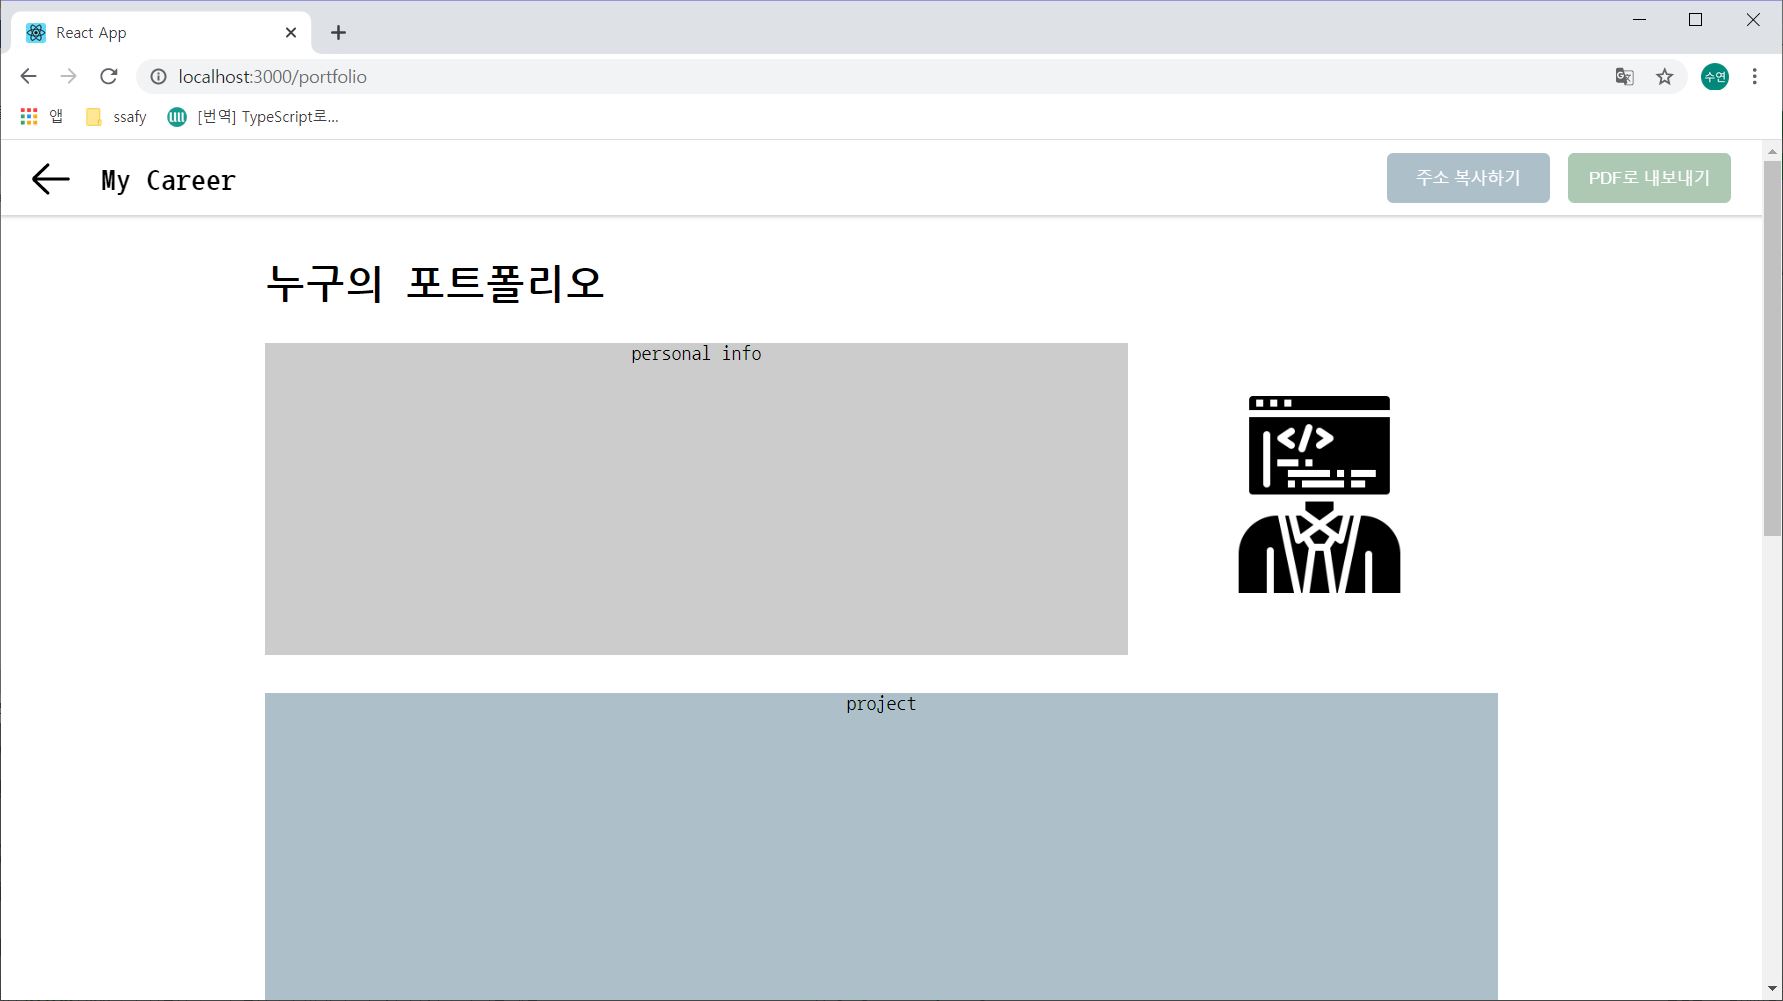 React App
localhost:3000/portfolio
수연
앱
ssafy
[번역] TypeScript로...
My Career
주소 복사하기
PDF로 내보내기
누구의 포트폴리오
personal info
</>
project